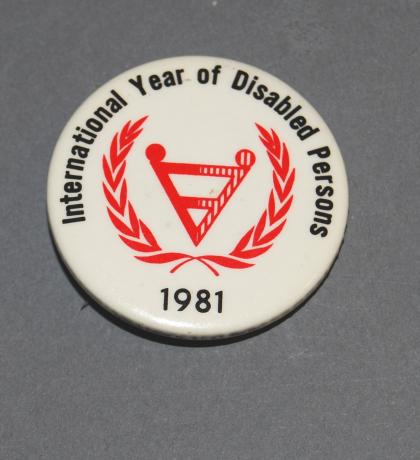 International Year of Disabled Persons
1981